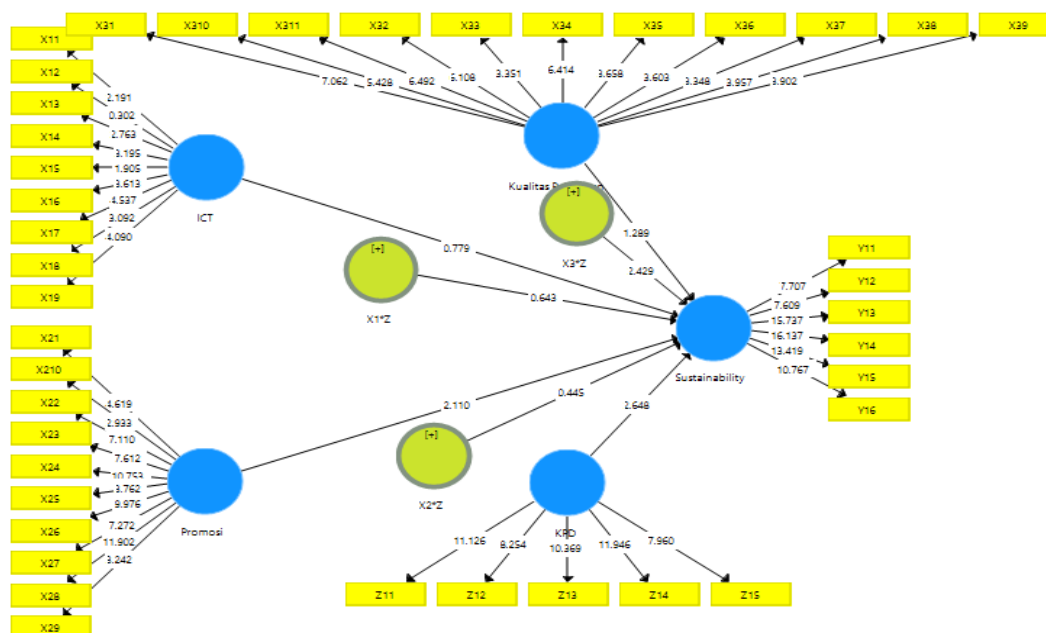 X31
X310
X311
X32
X33
X34
X35
X36
X37
X38
X39
7.062
5.428
6.492
5.108
3.351
6.414
3.658
3.603
3.348
3.957
3.902
X11
X12
X13
X14
X15
X16
X17
X18
X19
2.191
0.302
2.763
3.195
1.905
3.613
4.537
3.092
4.090
ICT
Kualitas
[+]
X3*Z
1.289
2.429
0.779
[+]
X1*Z
0.643
Sustainability
7.707
7.609
15.737
16.137
13.419
10.767
Y11
Y12
Y13
Y14
Y15
Y16
X21
X210
X22
X23
X24
X25
X26
X27
X28
X29
4.619
2.933
7.110
7.612
10.753
3.762
9.976
7.272
11.902
3.242
Promosi
2.110
0.445
[+]
X2*Z
2.648
KPD
11.126
8.254
10.369
11.946
7.960
Z11
Z12
Z13
Z14
Z15